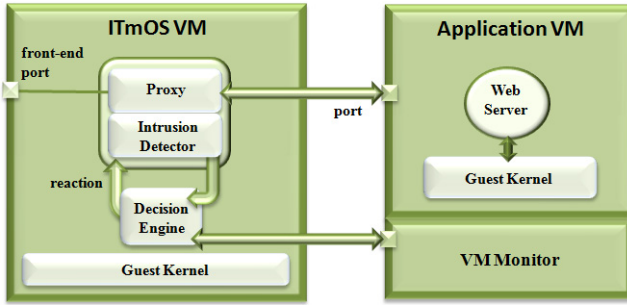 ITmOS VM
front-end
port
Proxy
Intrusion
Detector
reaction
Decision
Engine
Guest Kernel
port
Application VM
Web
Server
Guest Kernel
VM Monitor